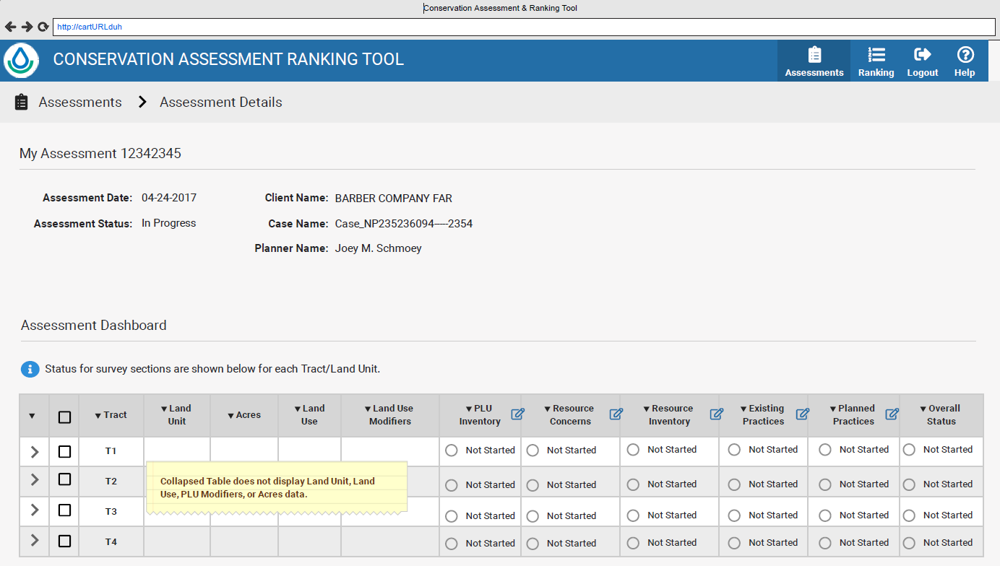 Conservation Assessment & Ranking Tool
http://cartURLduh
CONSERVATION ASSESSMENT RANKING TOOL
Assessments
Ranking
Logout
Help
Assessments
Assessment Details
My Assessment 12342345
Assessment Date: 04-24-2017
Client Name: BARBER COMPANY FAR
Assessment Status: In Progress
Case Name: Case_NP235236094-----2354
Planner Name: Joey M. Schmoey
Assessment Dashboard
Status for survey sections are shown below for each Tract/Land Unit.
Tract
Land
Unit
Acres
Land
Use
Land Use
Modifiers
PLU
Inventory
Resource
Concerns
Resource
Inventory
Existing
Practices
Planned
Practices
Overall
Status
T1 Not Started Not Started Not Started Not Started Not Started Not Started
T2 Not Started Not Started Not Started Not Started Not Started Not Started
Collapsed Table does not display Land Unit, Land
Use, PLU Modifiers, or Acres data.
T3 Not Started Not Started Not Started Not Started Not Started Not Started
T4 Not Started Not Started Not Started Not Started Not Started Not Started